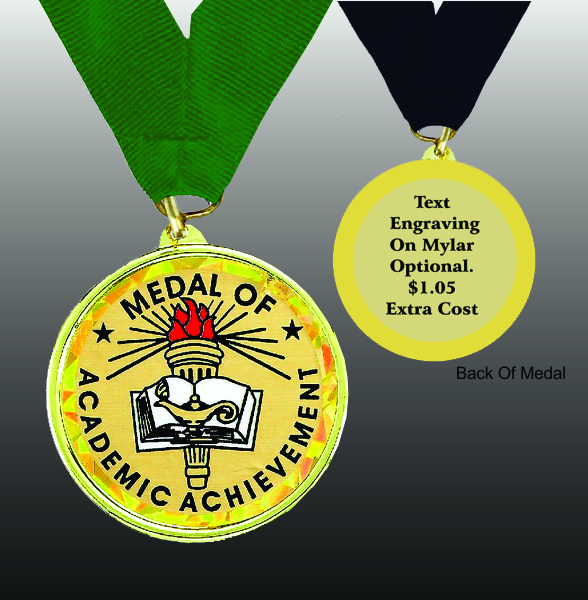 MEDAL OF
ACADEMIC ACHIEVEMENT
Text
Engraving
On Mylar
Optional.
$1.05
Extra Cost
Back Of Medal